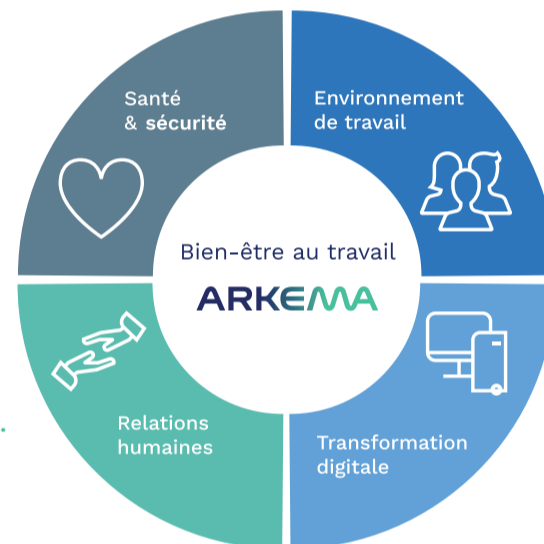 Santé
& sécurité
Environnement
de travail
Bien-être au travail
ARKEMA
Relations
humaines
Transformation
digitale